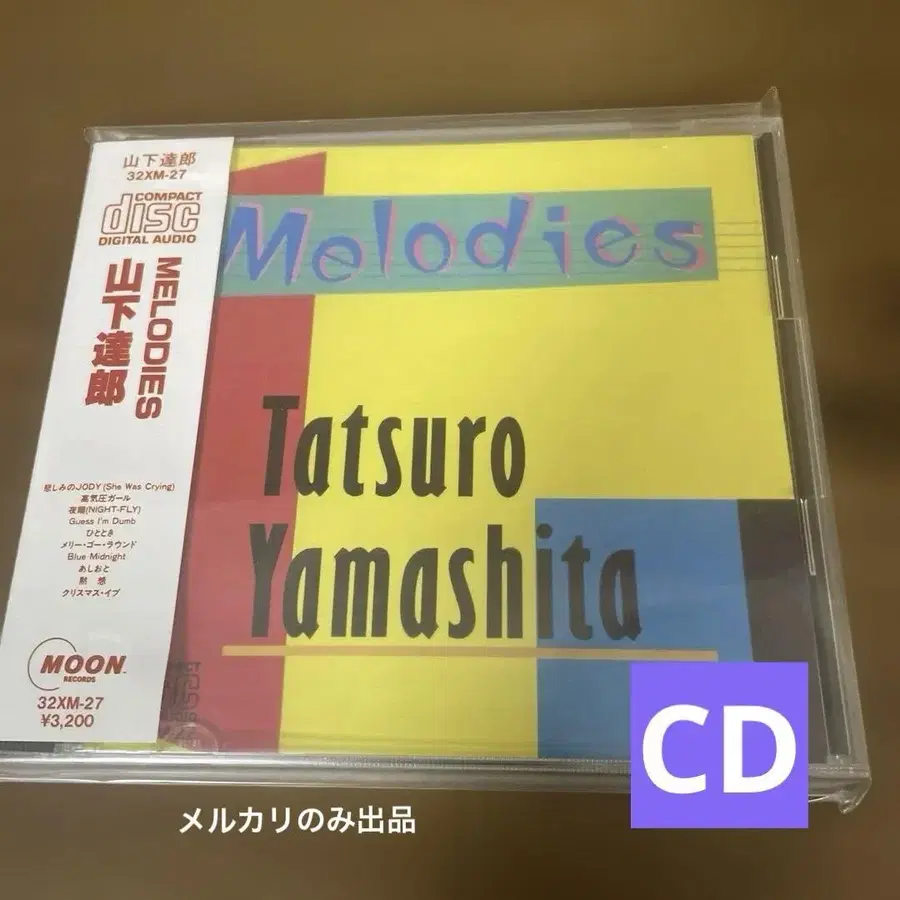 山下達郎
32XM-27
COMPACT
disc
DIGITAL AUDIO
MELODIES
山下達郎
悲しみのJODY(She Was Crying)
高気圧ガール
夜翔(NIGHT-FLY)
Guess I'm Dumb
ひととき
メリー・ゴー・ラウンド
Blue Midnight
あしおと
黙想
クリスマス・イブ
MOON
RECORDS
32XM-27
¥3,200
Melodies
Tatsuro
Yamashita
CD
メルカリのみ出品